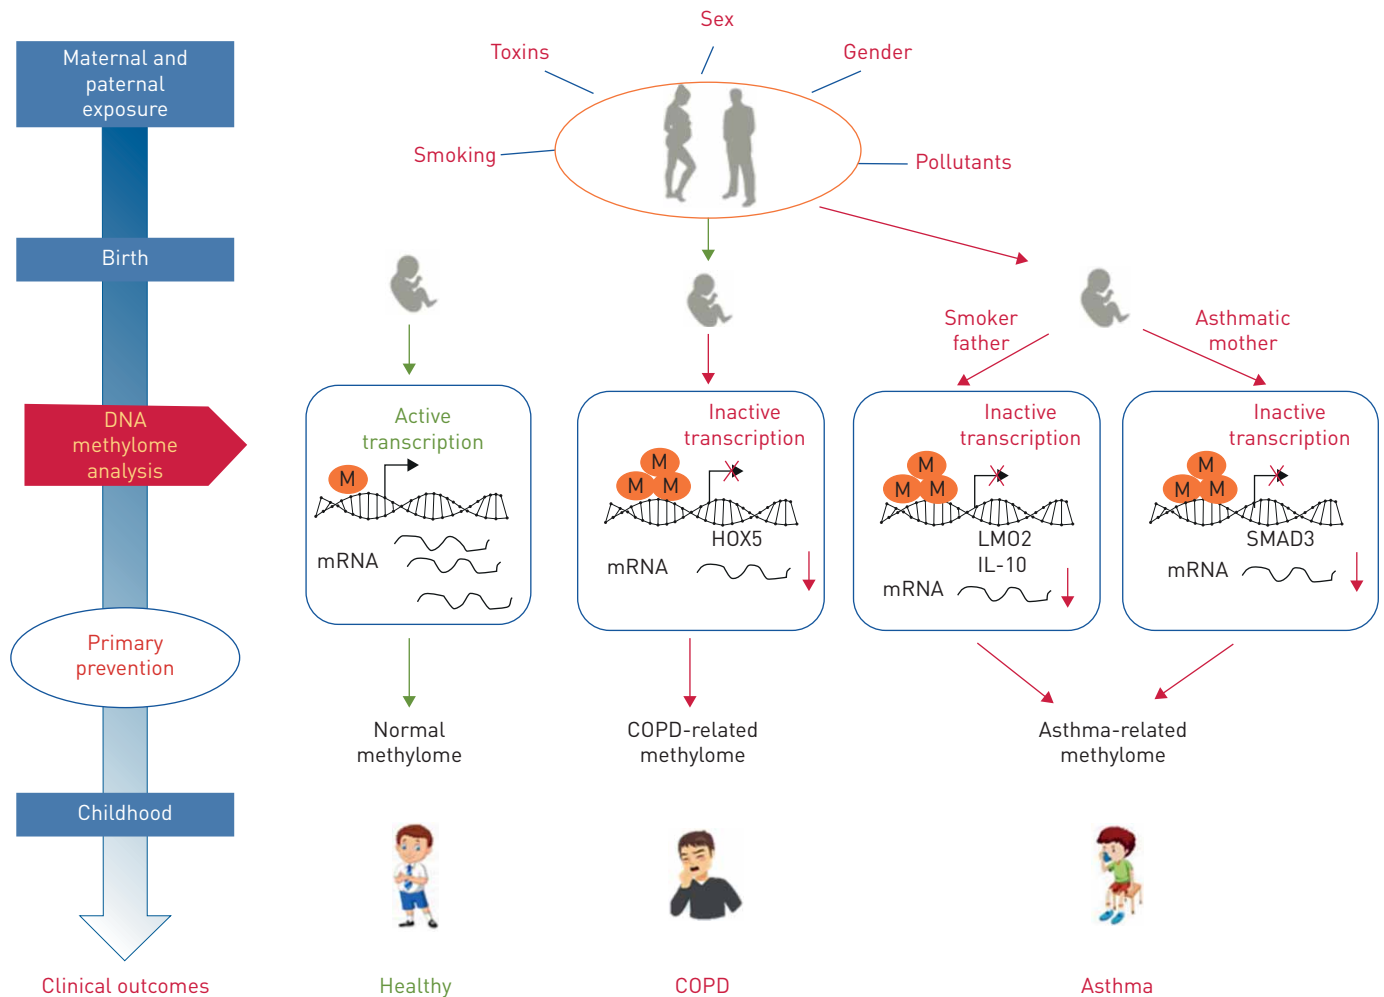 Sex
Toxins
Gender
Smoking
Pollutants
Maternal and
paternal
exposure
Birth
DNA
methylome
analysis
Primary
prevention
Childhood
Clinical outcomes
Smoker
father
Asthmatic
mother
Active
transcription
M
mRNA
Inactive
transcription
M
M
M
HOX5
mRNA
Inactive
transcription
M
M
M
LMO2
IL-10
mRNA
Inactive
transcription
M
M
M
SMAD3
mRNA
Normal
methylome
COPD-related
methylome
Asthma-related
methylome
Healthy
COPD
Asthma